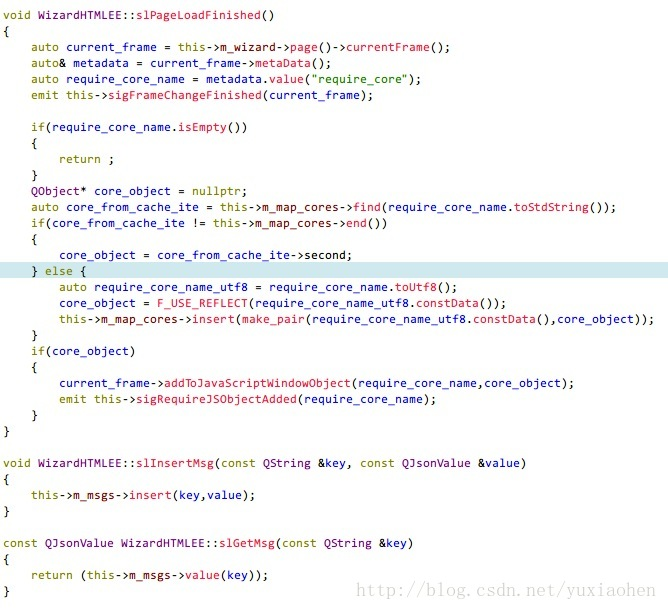 void WizardHTMLEE::slPageLoadFinished()
{
    auto current_frame = this->m_wizard->page()->currentFrame();
    auto& metadata = current_frame->metaData();
    auto require_core_name = metadata.value("require_core");
    emit this->sigFrameChangeFinished(current_frame);

    if(require_core_name.isEmpty())
    {
        return ;
    }
    QObject* core_object = nullptr;
    auto core_from_cache_ite = this->m_map_cores->find(require_core_name.toStdString());
    if(core_from_cache_ite != this->m_map_cores->end())
    {
        core_object = core_from_cache_ite->second;
    } else {
        auto require_core_name_utf8 = require_core_name.toUtf8();
        core_object = F_USE_REFLECT(require_core_name_utf8.constData());
        this->m_map_cores->insert(make_pair(require_core_name_utf8.constData(),core_object));
    }
    if(core_object)
    {
        current_frame->addToJavaScriptWindowObject(require_core_name,core_object);
        emit this->sigRequireJSObjectAdded(require_core_name);
    }
}

void WizardHTMLEE::slInsertMsg(const QString &key, const QJsonValue &value)
{
    this->m_msgs->insert(key,value);
}

const QJsonValue WizardHTMLEE::slGetMsg(const QString &key)
{
    return (this->m_msgs->value(key));
}
http://blog.csdn.net/yuxiaohen